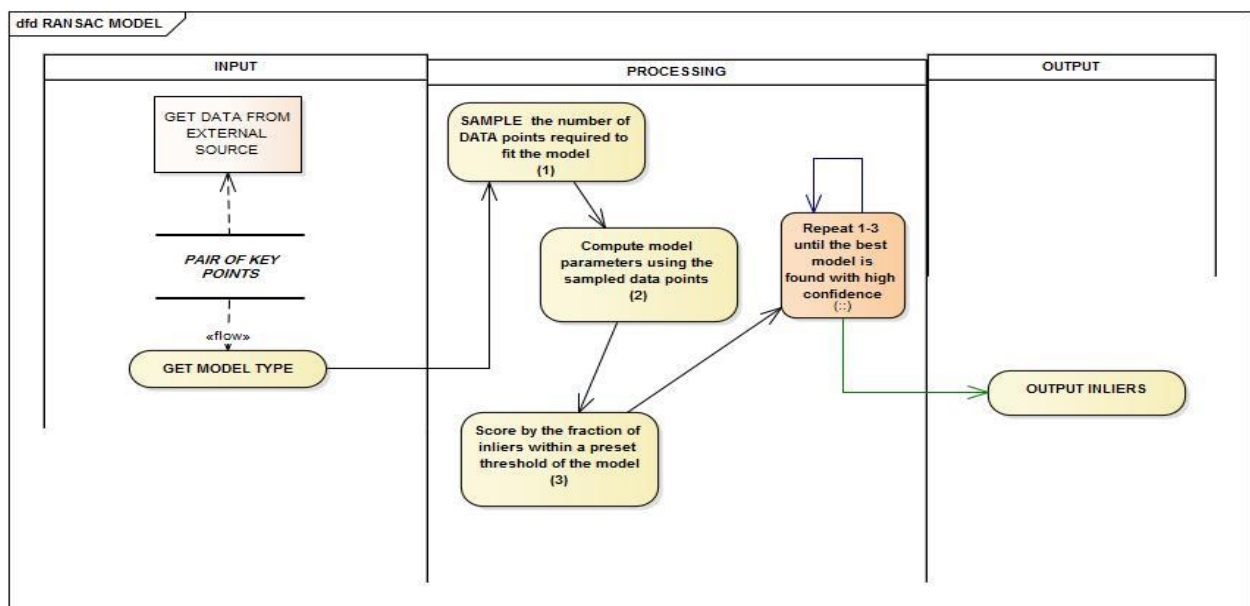 dfd RANSAC MODEL
INPUT
PROCESSING
OUTPUT
GET DATA FROM
EXTERNAL
SOURCE
PAIR OF KEY
POINTS
«flow»
GET MODEL TYPE
SAMPLE the number of
DATA points required to
fit the model
(1)
Compute model
parameters using the
sampled data points
(2)
Score by the fraction of
inliers within a preset
threshold of the model
(3)
Repeat 1-3
until the best
model is
found with high
confidence
(::)
OUTPUT INLIERS